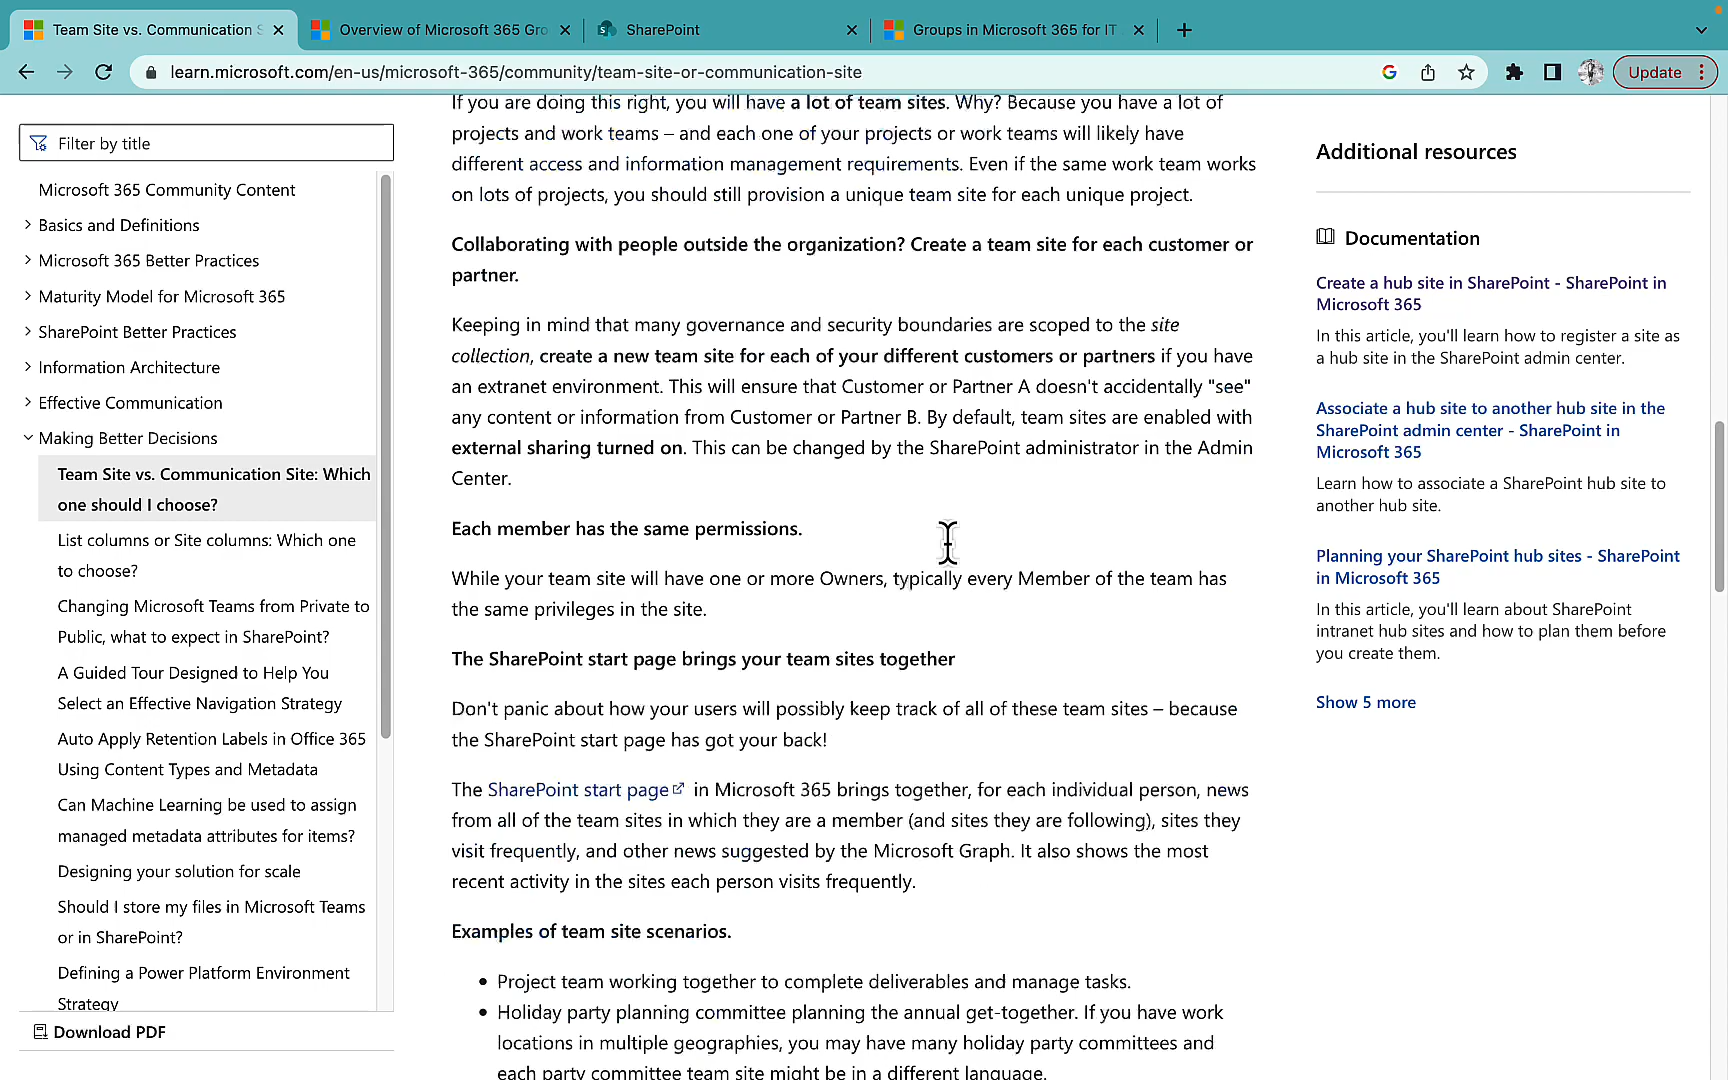 Team Site vs. Communication S
Overview of Microsoft 365 Gro
SharePoint
Groups in Microsoft 365 for IT
learn.microsoft.com/en-us/microsoft-365/community/team-site-or-communication-site
Update
Filter by title
Microsoft 365 Community Content
Basics and Definitions
Microsoft 365 Better Practices
Maturity Model for Microsoft 365
SharePoint Better Practices
Information Architecture
Effective Communication
Making Better Decisions
Team Site vs. Communication Site: Which
one should I choose?
List columns or Site columns: Which one
to choose?
Changing Microsoft Teams from Private to
Public, what to expect in SharePoint?
A Guided Tour Designed to Help You
Select an Effective Navigation Strategy
Auto Apply Retention Labels in Office 365
Using Content Types and Metadata
Can Machine Learning be used to assign
managed metadata attributes for items?
Designing your solution for scale
Should I store my files in Microsoft Teams
or in SharePoint?
Defining a Power Platform Environment
Strategy
Download PDF
If you are doing this right, you will have a lot of team sites. Why? Because you have a lot of
projects and work teams – and each one of your projects or work teams will likely have
different access and information management requirements. Even if the same work team works
on lots of projects, you should still provision a unique team site for each unique project.
Collaborating with people outside the organization? Create a team site for each customer or
partner.
Keeping in mind that many governance and security boundaries are scoped to the site
collection, create a new team site for each of your different customers or partners if you have
an extranet environment. This will ensure that Customer or Partner A doesn't accidentally "see"
any content or information from Customer or Partner B. By default, team sites are enabled with
external sharing turned on. This can be changed by the SharePoint administrator in the Admin
Center.
Each member has the same permissions.
While your team site will have one or more Owners, typically every Member of the team has
the same privileges in the site.
The SharePoint start page brings your team sites together
Don't panic about how your users will possibly keep track of all of these team sites – because
the SharePoint start page has got your back!
The SharePoint start page in Microsoft 365 brings together, for each individual person, news
from all of the team sites in which they are a member (and sites they are following), sites they
visit frequently, and other news suggested by the Microsoft Graph. It also shows the most
recent activity in the sites each person visits frequently.
Examples of team site scenarios.
• Project team working together to complete deliverables and manage tasks.
• Holiday party planning committee planning the annual get-together. If you have work
locations in multiple geographies, you may have many holiday party committees and
each party committee team site might be in a different language.
Additional resources
Documentation
Create a hub site in SharePoint - SharePoint in
Microsoft 365
In this article, you'll learn how to register a site as
a hub site in the SharePoint admin center.
Associate a hub site to another hub site in the
SharePoint admin center - SharePoint in
Microsoft 365
Learn how to associate a SharePoint hub site to
another hub site.
Planning your SharePoint hub sites - SharePoint
in Microsoft 365
In this article, you'll learn about SharePoint
intranet hub sites and how to plan them before
you create them.
Show 5 more